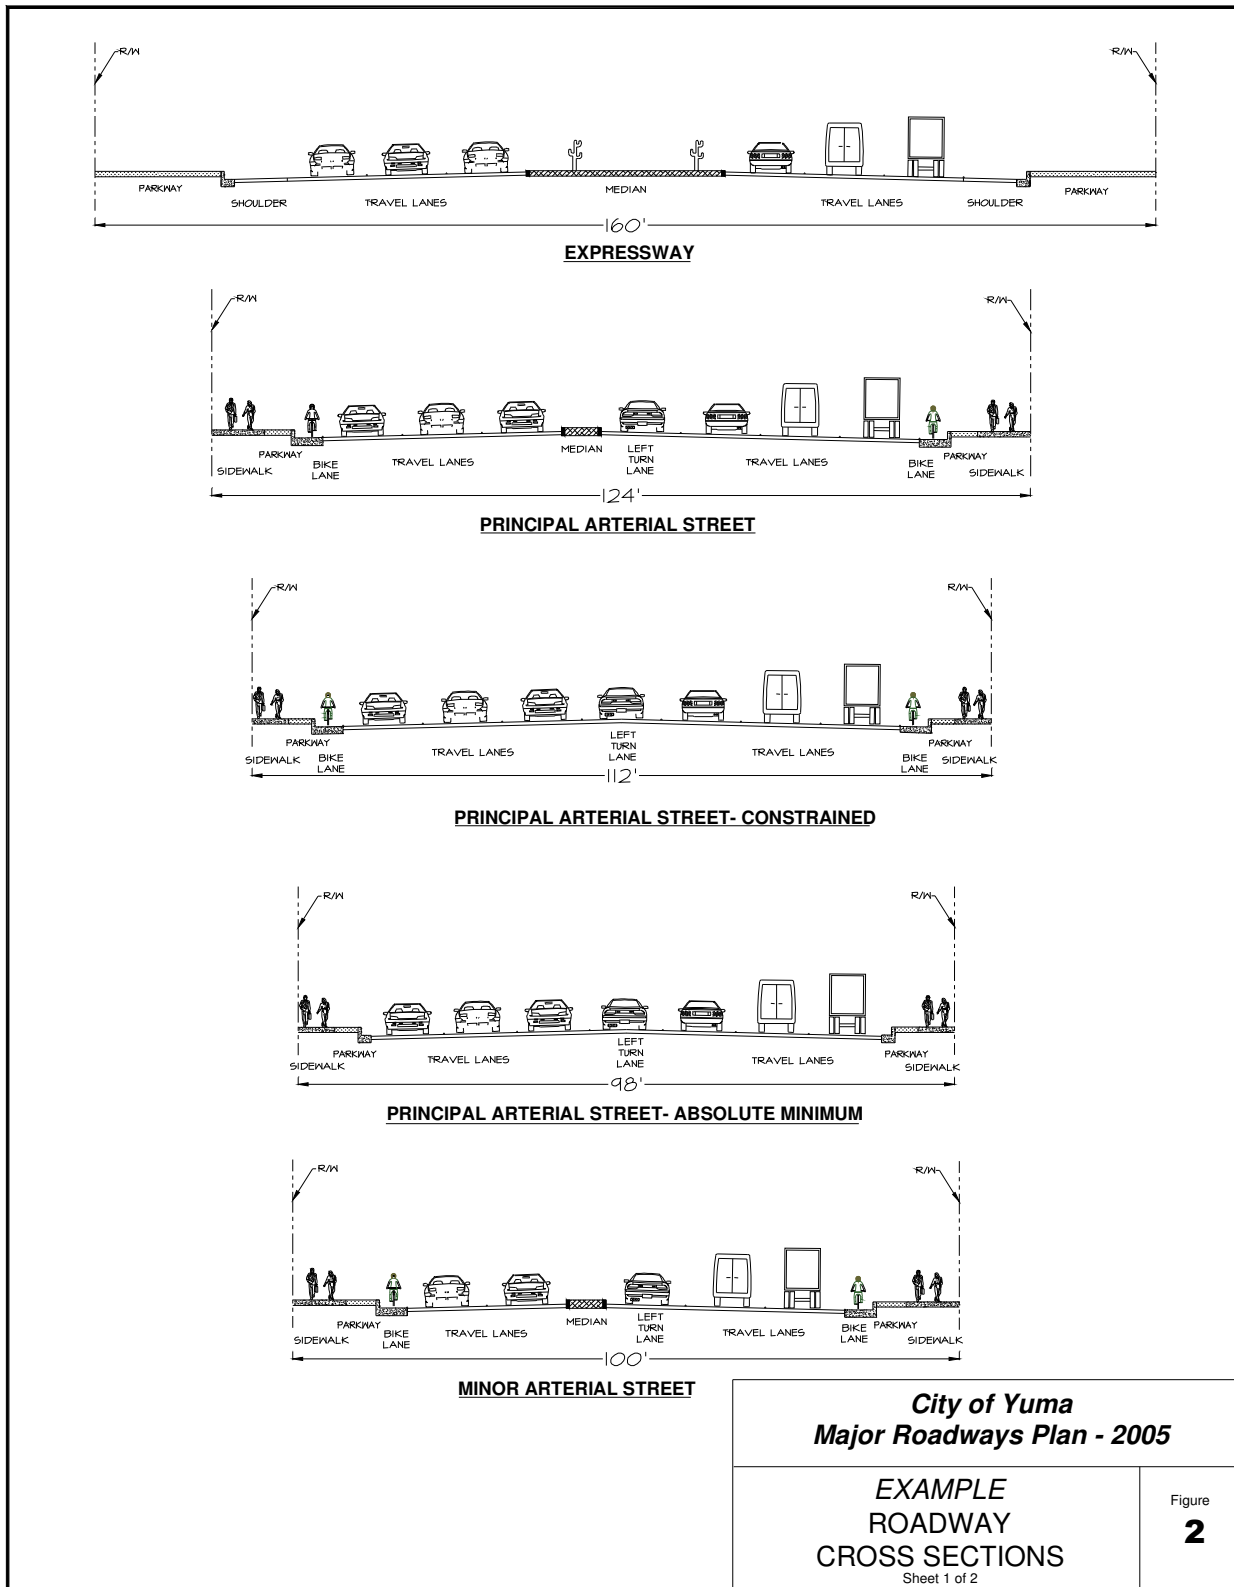 R/W R/W
PARKWAY SHOULDER TRAVEL LANES MEDIAN TRAVEL LANES SHOULDER PARKWAY
160'
EXPRESSWAY
R/W R/W
SIDEWALK PARKWAY BIKE LANE TRAVEL LANES MEDIAN LEFT TURN LANE TRAVEL LANES BIKE LANE PARKWAY SIDEWALK
124'
PRINCIPAL ARTERIAL STREET
R/W R/W
SIDEWALK PARKWAY BIKE LANE TRAVEL LANES LEFT TURN LANE TRAVEL LANES BIKE LANE PARKWAY SIDEWALK
112'
PRINCIPAL ARTERIAL STREET- CONSTRAINED
R/W R/W
SIDEWALK PARKWAY TRAVEL LANES LEFT TURN LANE TRAVEL LANES PARKWAY SIDEWALK
98'
PRINCIPAL ARTERIAL STREET- ABSOLUTE MINIMUM
R/W R/W
SIDEWALK PARKWAY BIKE LANE TRAVEL LANES MEDIAN LEFT TURN LANE TRAVEL LANES BIKE LANE PARKWAY SIDEWALK
100'
MINOR ARTERIAL STREET
City of Yuma
Major Roadways Plan - 2005
EXAMPLE
ROADWAY
CROSS SECTIONS
Sheet 1 of 2
Figure
2